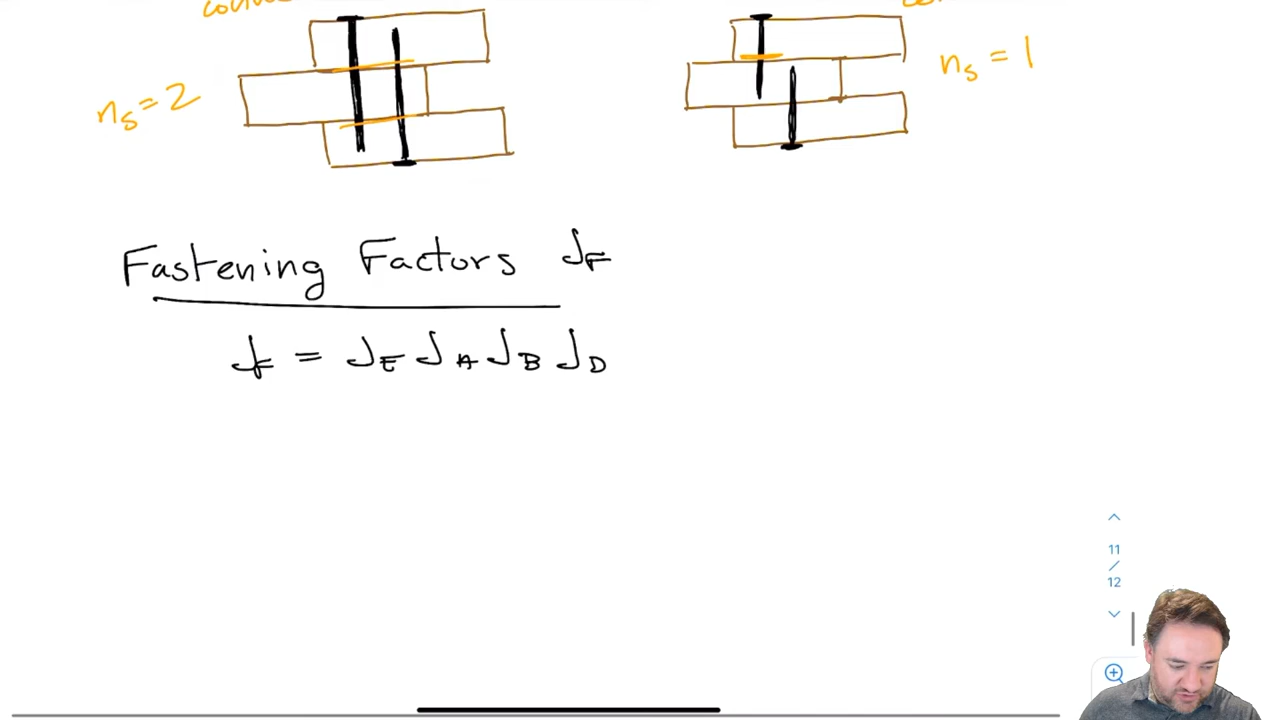 n_s = 2
n_s = 1
Fastening Factors J_F
J_F = J_E J_A J_B J_D
11
/
12